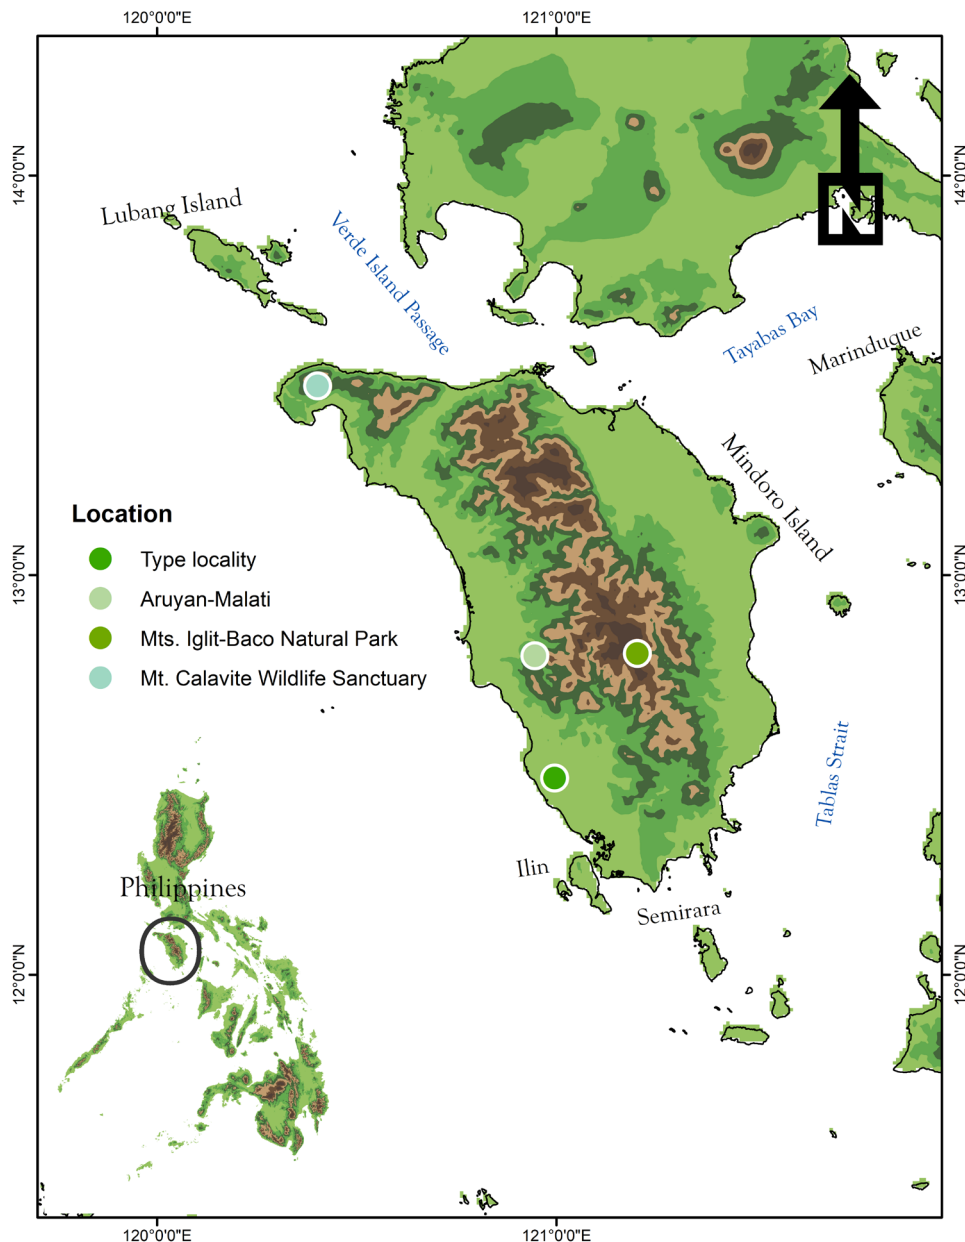 120°0'0"E
121°0'0"E
14°0'0"N
14°0'0"N
N
Lubang Island
Verde Island Passage
Tayabas Bay
Marinduque
Mindoro Island
Location
Type locality
Aruyan-Malati
Mts. Iglit-Baco Natural Park
Mt. Calavite Wildlife Sanctuary
13°0'0"N
13°0'0"N
Tablas Strait
Ilin
Semirara
Philippines
12°0'0"N
12°0'0"N
120°0'0"E
121°0'0"E